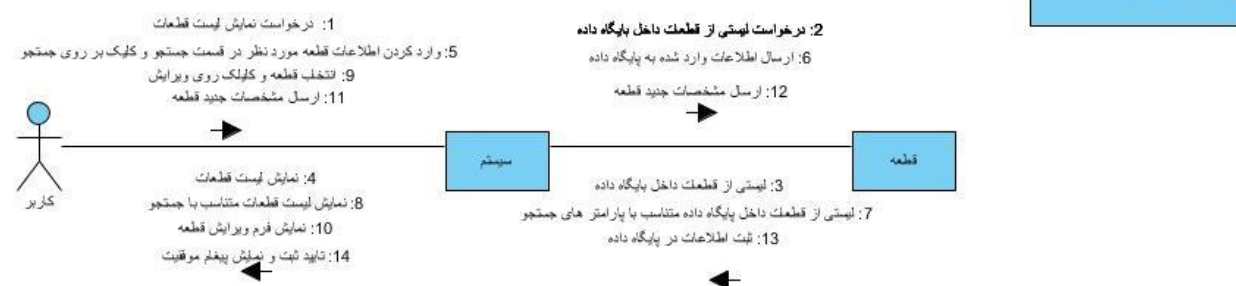 1: درخواست نمایش لیست قطعات
5: وارد کردن اطلاعات قطعه مورد نظر در قسمت جستجو و کلیک بر روی جستجو
9: انتخاب قطعه و کلیلک روی ویرایش
11: ارسال مشخصات جدید قطعه
2: درخواست لیستی از قطعات داخل بایگاه داده
6: ارسال اطلاعات وارد شده به پایگاه داده
12: ارسال مشخصات جدید قطعه
کاربر
سیستم
قطعه
4: نمایش لیست قطعات
8: نمایش لیست قطعات متناسب با جستجو
10: نمایش فرم ویرایش قطعه
14: تایید ثبت و نمایش پیغام موفقیت
3: لیستی از قطعات داخل بایگاه داده
7: لیستی از قطعات داخل پایگاه داده متناسب با پارامتر های جستجو
13: ثبت اطلاعات در پایگاه داده